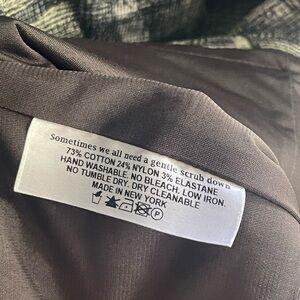 Sometimes we all need a gentle scrub down
73% COTTON 24% NYLON 3% ELASTANE
HAND WASHABLE. NO BLEACH. LOW IRON.
NO TUMBLE DRY. DRY CLEANABLE
MADE IN NEW YORK
P